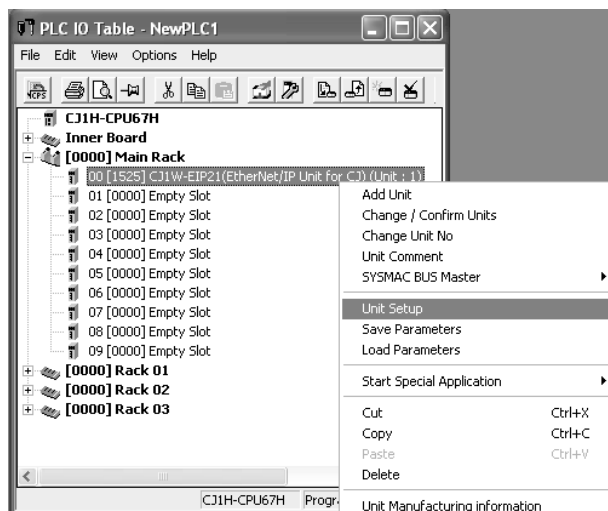 PLC IO Table - NewPLC1
File Edit View Options Help
NCPS
CJ1H-CPU67H
Inner Board
[0000] Main Rack
00 [1525] CJ1W-EIP21(EtherNet/IP Unit for CJ) (Unit : 1)
01 [0000] Empty Slot
02 [0000] Empty Slot
03 [0000] Empty Slot
04 [0000] Empty Slot
05 [0000] Empty Slot
06 [0000] Empty Slot
07 [0000] Empty Slot
08 [0000] Empty Slot
09 [0000] Empty Slot
[0000] Rack 01
[0000] Rack 02
[0000] Rack 03
Add Unit
Change / Confirm Units
Change Unit No
Unit Comment
SYSMAC BUS Master
Unit Setup
Save Parameters
Load Parameters
Start Special Application
Cut Ctrl+X
Copy Ctrl+C
Paste Ctrl+V
Delete
Unit Manufacturing information
CJ1H-CPU67H Progr